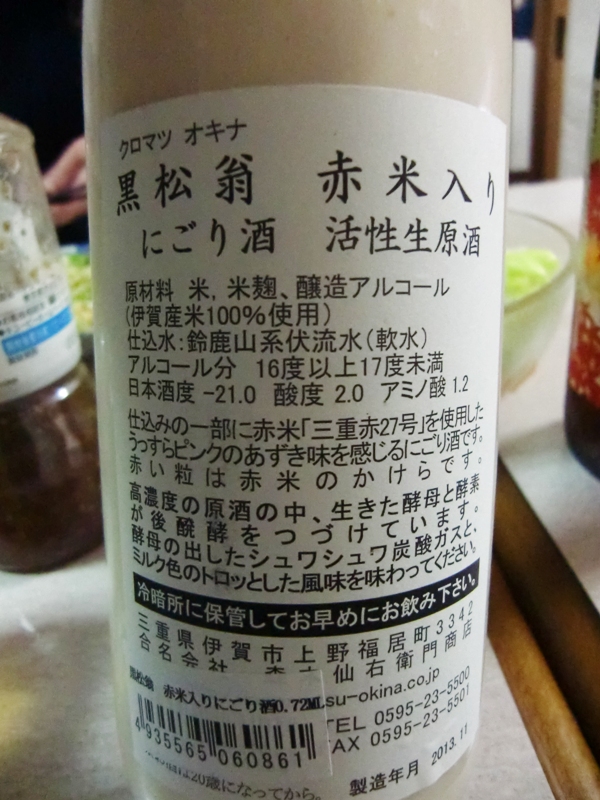 クロマツ オキナ
黒松翁 赤米入り
にごり酒 活性生原酒
原材料 米, 米麹、醸造アルコール
(伊賀産米100%使用)
仕込水:鈴鹿山系伏流水(軟水)
アルコール分 16度以上17度未満
日本酒度 -21.0 酸度 2.0 アミノ酸 1.2
仕込みの一部に赤米「三重赤27号」を使用した
うっすらピンクのあずき味を感じるにごり酒です。
赤い粒は赤米のかけらです。
高濃度の原酒の中、生きた酵母と酵素
が後醗酵をつづけています。
酵母の出したシュワシュワ炭酸ガスと、
ミルク色のトロッとした風味を味わってください。
冷暗所に保管してお早めにお飲み下さい。
三重県伊賀市上野福居町3342
合名会社 森本仙右衛門商店
黒松翁 赤米入りにごり酒0.72ML
su-okina.co.jp
TEL 0595-23-5500
FAX 0595-23-5501
4935565060861
製造年月 2013.11
は20歳になってから。